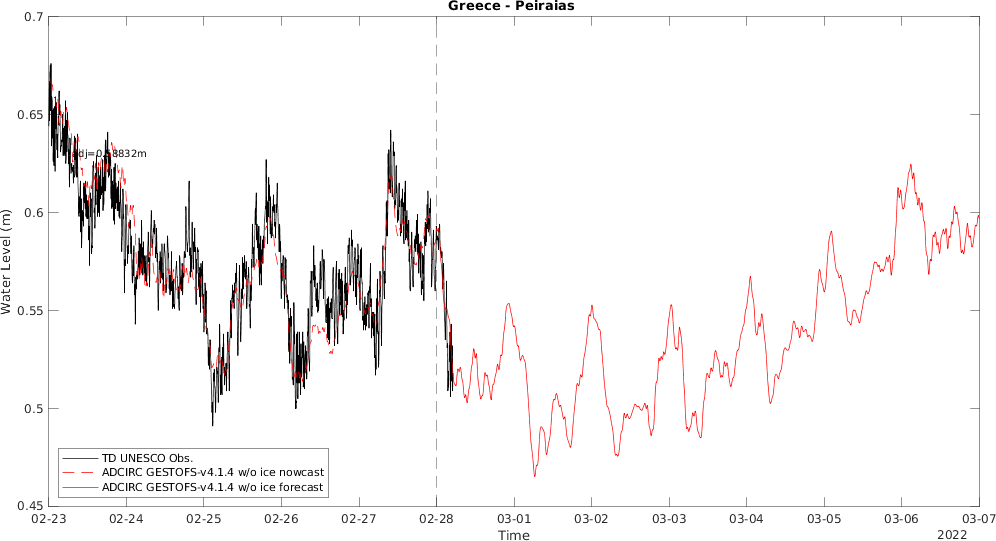 Greece - Peiraias
0.7
0.65
0.6
0.55
0.5
0.45
Water Level (m)
TD UNESCO Obs.
ADCIRC GESTOFS-v4.1.4 w/o ice nowcast
ADCIRC GESTOFS-v4.1.4 w/o ice forecast
02-23 02-24 02-25 02-26 02-27 02-28 03-01 03-02 03-03 03-04 03-05 03-06 03-07
Time
2022